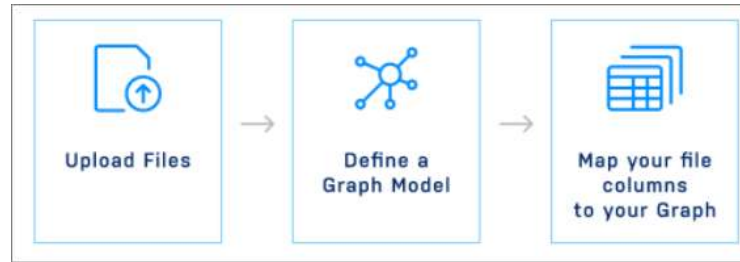 Upload Files
Define a
Graph Model
Map your file
columns
to your Graph